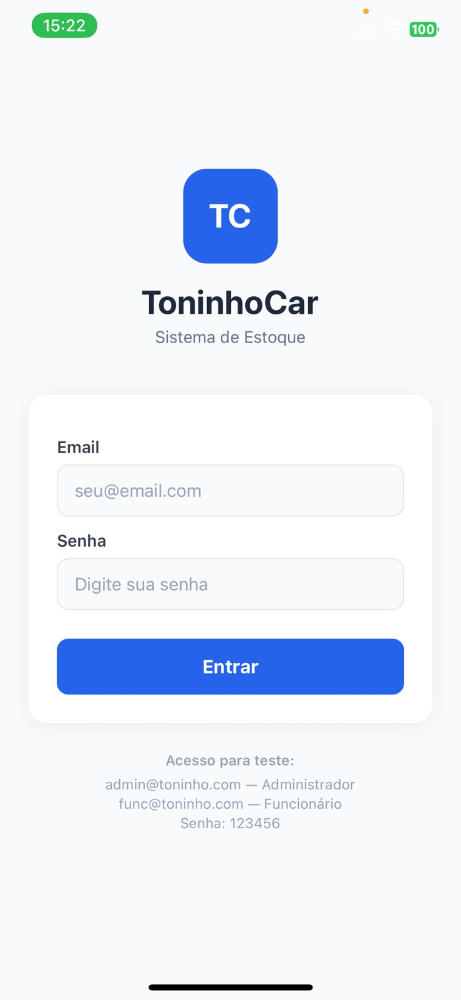 15:22
100
TC
ToninhoCar
Sistema de Estoque
Email
seu@email.com
Senha
Digite sua senha
Entrar
Acesso para teste:
admin@toninho.com — Administrador
func@toninho.com — Funcionário
Senha: 123456